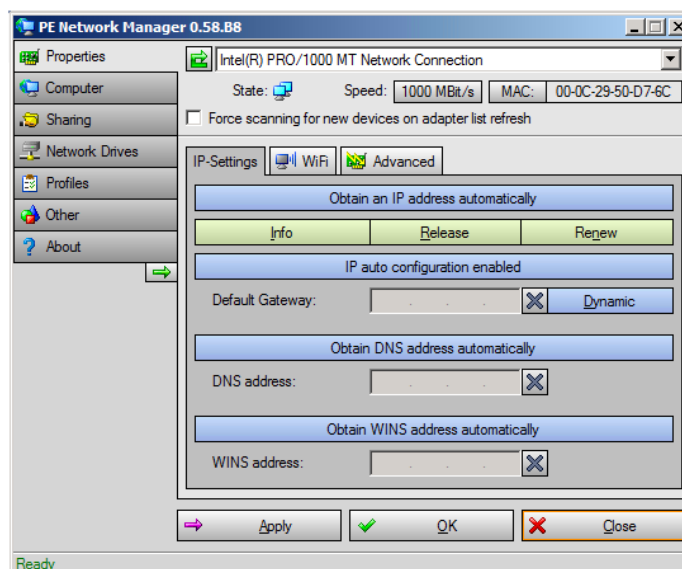 PE Network Manager 0.58.B8
Properties
Computer
Sharing
Network Drives
Profiles
Other
About
Intel(R) PRO/1000 MT Network Connection
State: Speed: 1000 MBit/s MAC: 00-0C-29-50-D7-6C
Force scanning for new devices on adapter list refresh
IP-Settings WiFi Advanced
Obtain an IP address automatically
Info Release Renew
IP auto configuration enabled
Default Gateway: . . . Dynamic
Obtain DNS address automatically
DNS address: . . .
Obtain WINS address automatically
WINS address: . . .
Apply OK Close
Ready